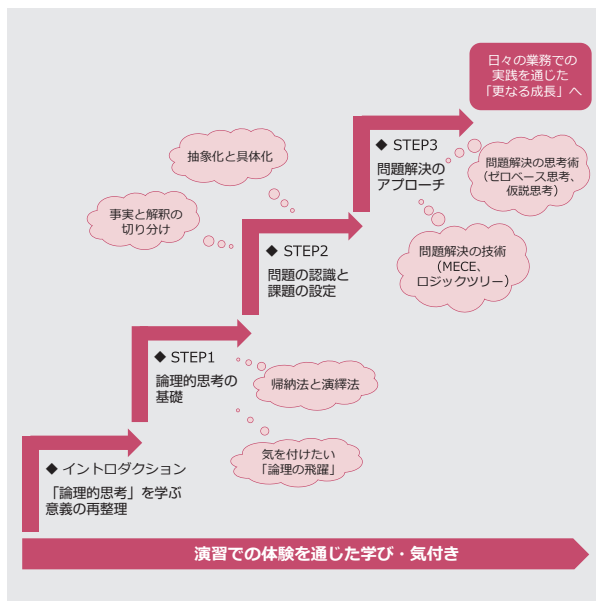 日々の業務での
実践を通じた
「更なる成長」へ
◆ STEP3
問題解決の
アプローチ
抽象化と具体化
問題解決の思考術
(ゼロベース思考、
仮説思考)
事実と解釈の
切り分け
◆ STEP2
問題の認識と
課題の設定
問題解決の技術
(MECE、
ロジックツリー)
◆ STEP1
論理的思考の
基礎
帰納法と演繹法
気を付けたい
「論理の飛躍」
◆ イントロダクション
「論理的思考」を学ぶ
意義の再整理
演習での体験を通じた学び・気付き